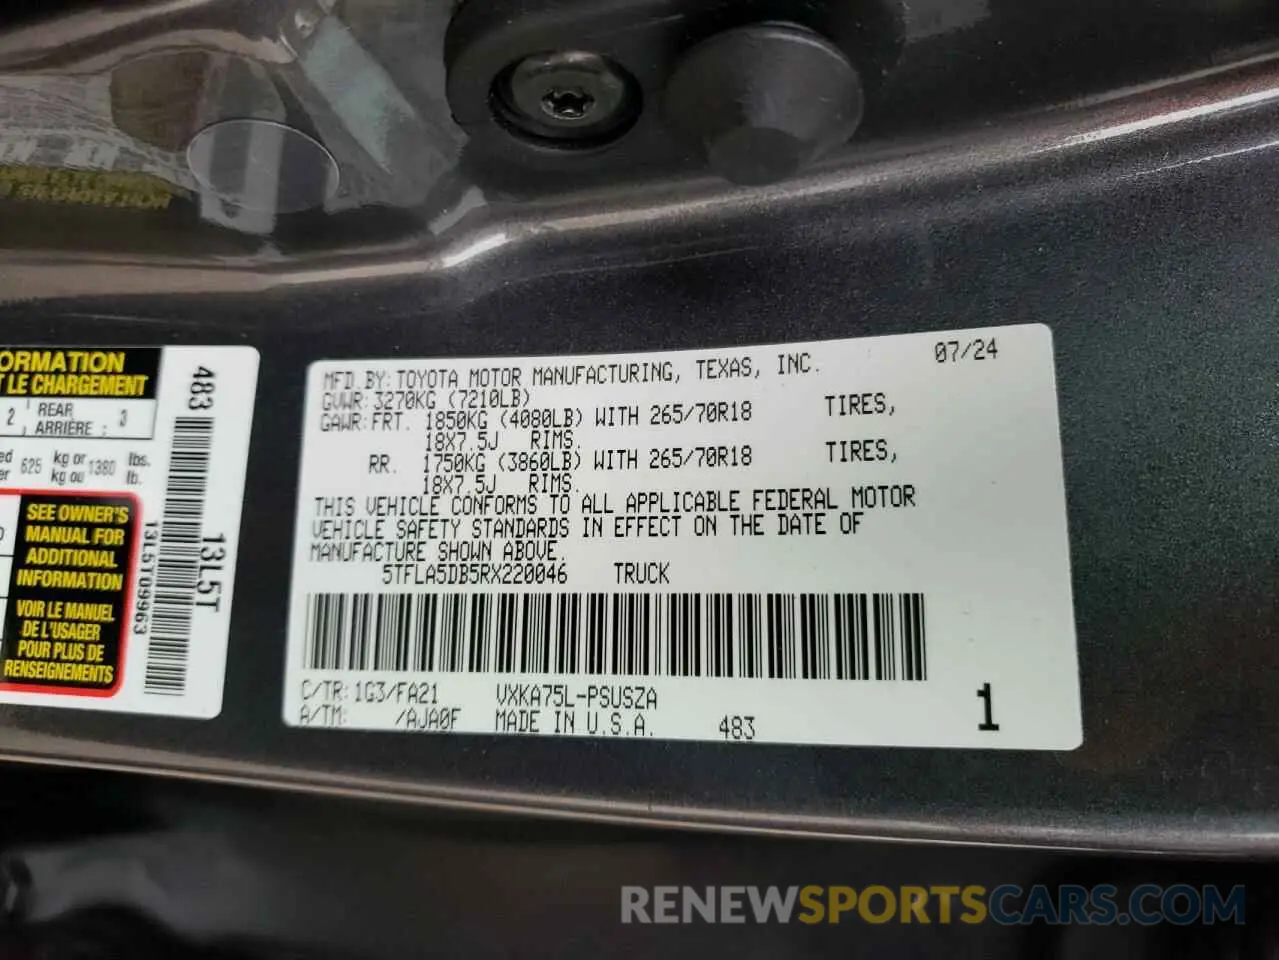 ORMATION
T LE CHARGEMENT
2 REAR ARRIÈRE : 3
625 kg or kg ou 1380 lbs. lb.
SEE OWNER'S
MANUAL FOR
ADDITIONAL
INFORMATION
VOIR LE MANUEL
DE L'USAGER
POUR PLUS DE
RENSEIGNEMENTS
483
13L5T
13L5T09963
MFD.BY:TOYOTA MOTOR MANUFACTURING, TEXAS, INC. 07/24
GVWR:3270KG (7210LB)
GAWR:FRT. 1850KG (4080LB) WITH 265/70R18 TIRES,
18X7.5J RIMS.
RR. 1750KG (3860LB) WITH 265/70R18 TIRES,
18X7.5J RIMS.
THIS VEHICLE CONFORMS TO ALL APPLICABLE FEDERAL MOTOR
VEHICLE SAFETY STANDARDS IN EFFECT ON THE DATE OF
MANUFACTURE SHOWN ABOVE.
5TFLA5DB5RX220046 TRUCK
C/TR:1G3/FA21 VXKA75L-PSUSZA
A/TM: /AJA0F MADE IN U.S.A. 483
1
RENEWSPORTSCARS.COM